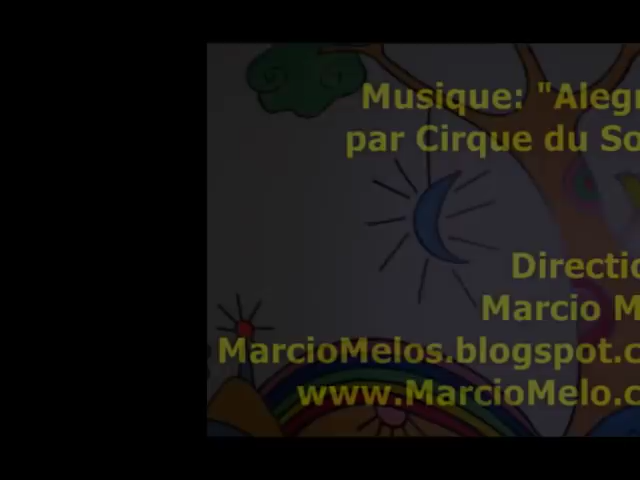 Musique: "Alegr
par Cirque du So
Directio
Marcio M
MarcioMelos.blogspot.c
www.MarcioMelo.c